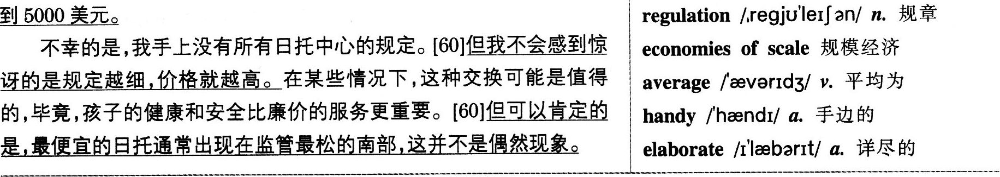 到 5000 美元。
不幸的是,我手上没有所有日托中心的规定。[60]但我不会感到惊
讶的是规定越细,价格就越高。在某些情况下,这种交换可能是值得
的,毕竟,孩子的健康和安全比廉价的服务更重要。[60]但可以肯定的
是,最便宜的日托通常出现在监管最松的南部,这并不是偶然现象。
regulation /ˌregjʊ'leɪʃən/ n. 规章
economies of scale 规模经济
average /'ævərɪdʒ/ v. 平均为
handy /'hændɪ/ a. 手边的
elaborate /ɪ'læbərɪt/ a. 详尽的